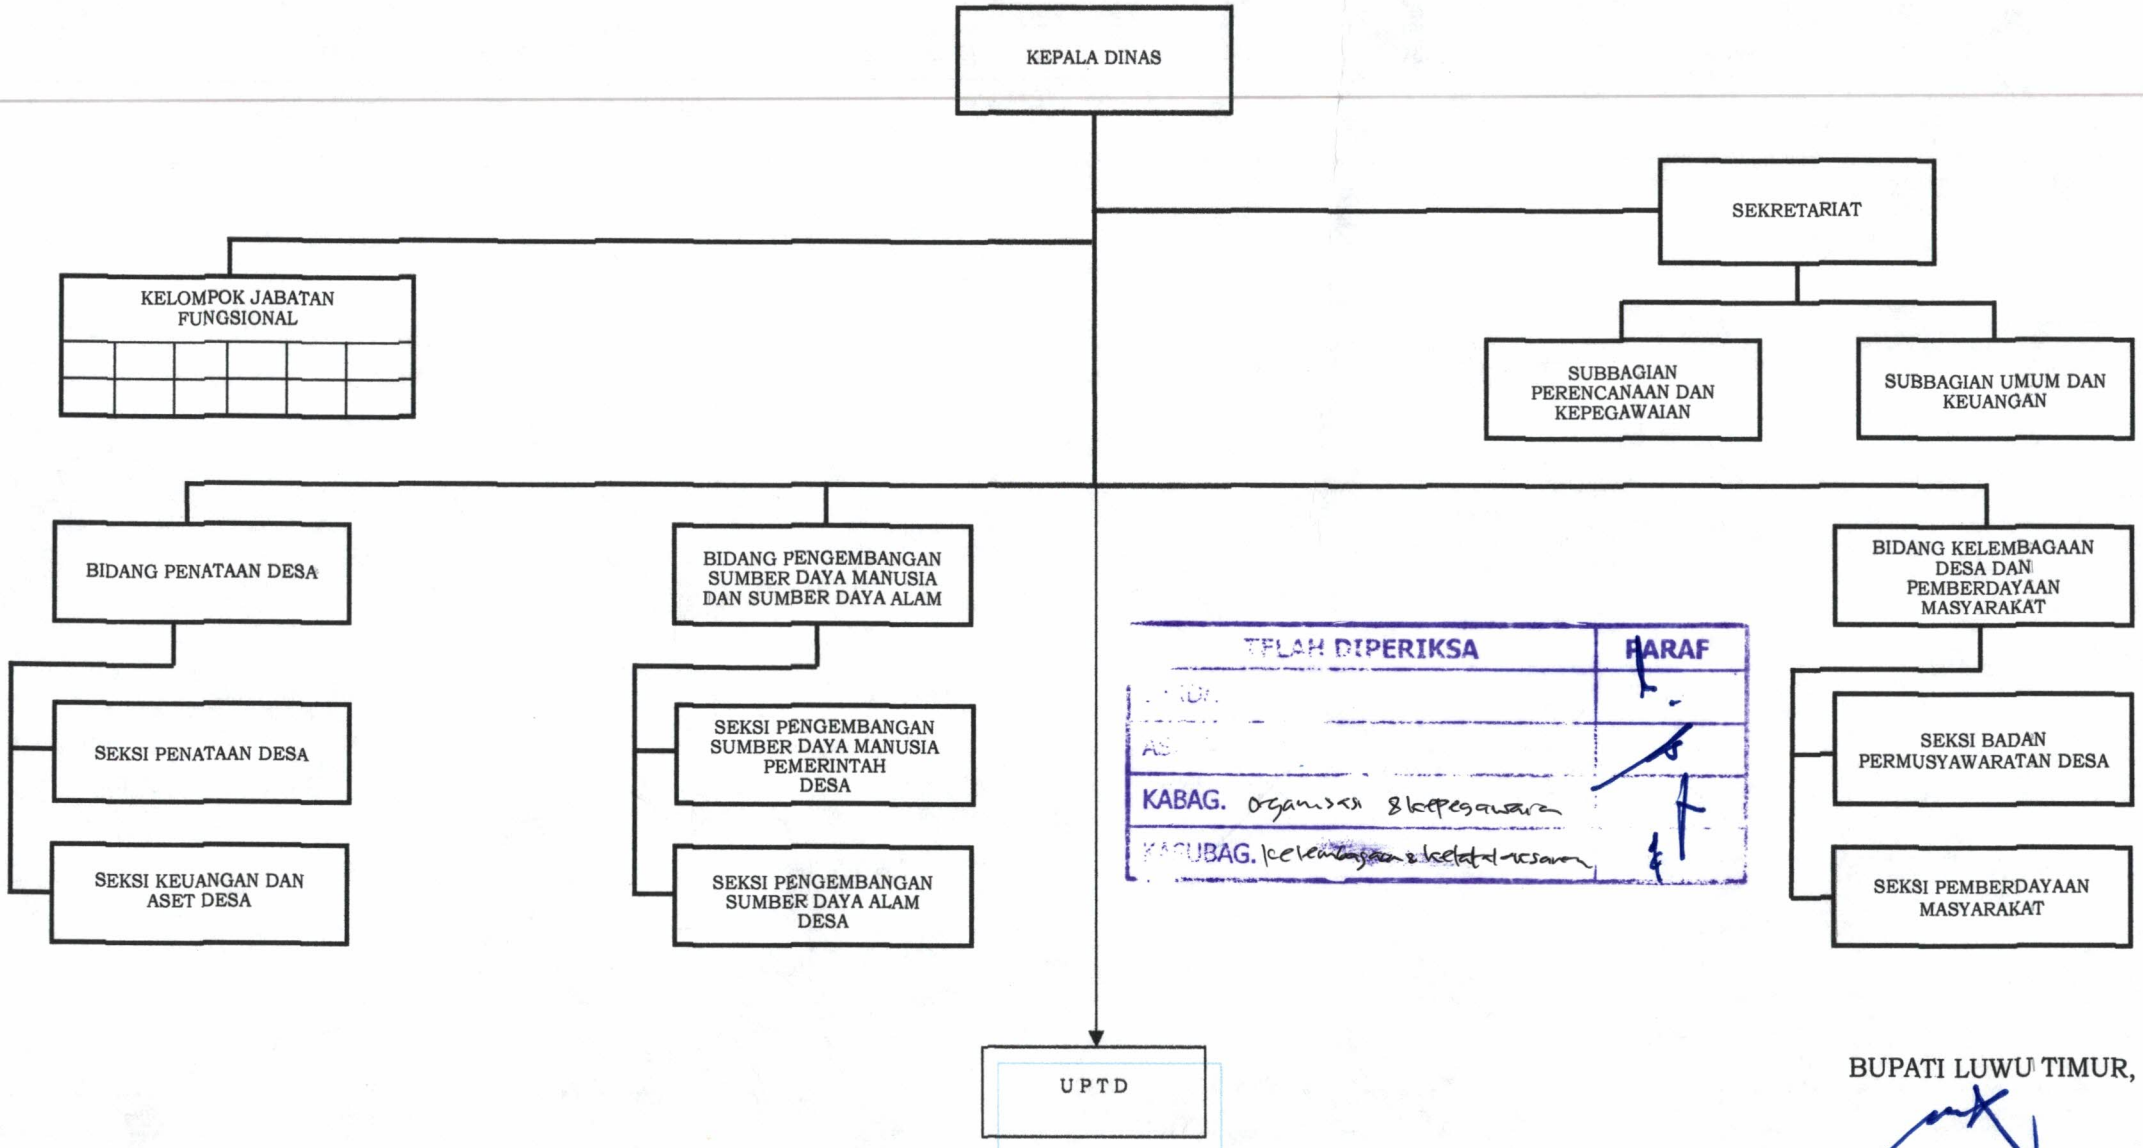 KEPALA DINAS
SEKRETARIAT
KELOMPOK JABATAN
FUNGSIONAL
SUBBAGIAN
PERENCANAAN DAN
KEPEGAWAIAN
SUBBAGIAN UMUM DAN
KEUANGAN
BIDANG PENATAAN DESA
BIDANG PENGEMBANGAN
SUMBER DAYA MANUSIA
DAN SUMBER DAYA ALAM
BIDANG KELEMBAGAAN
DESA DAN
PEMBERDAYAAN
MASYARAKAT
SEKSI PENATAAN DESA
SEKSI PENGEMBANGAN
SUMBER DAYA MANUSIA
PEMERINTAH
DESA
SEKSI BADAN
PERMUSYAWARATAN DESA
SEKSI KEUANGAN DAN
ASET DESA
SEKSI PENGEMBANGAN
SUMBER DAYA ALAM
DESA
SEKSI PEMBERDAYAAN
MASYARAKAT
TELAH DIPERIKSA PARAF
KABAG. organisasi & kepegawaian
KASUBAG.
UPTD
BUPATI LUWU TIMUR,